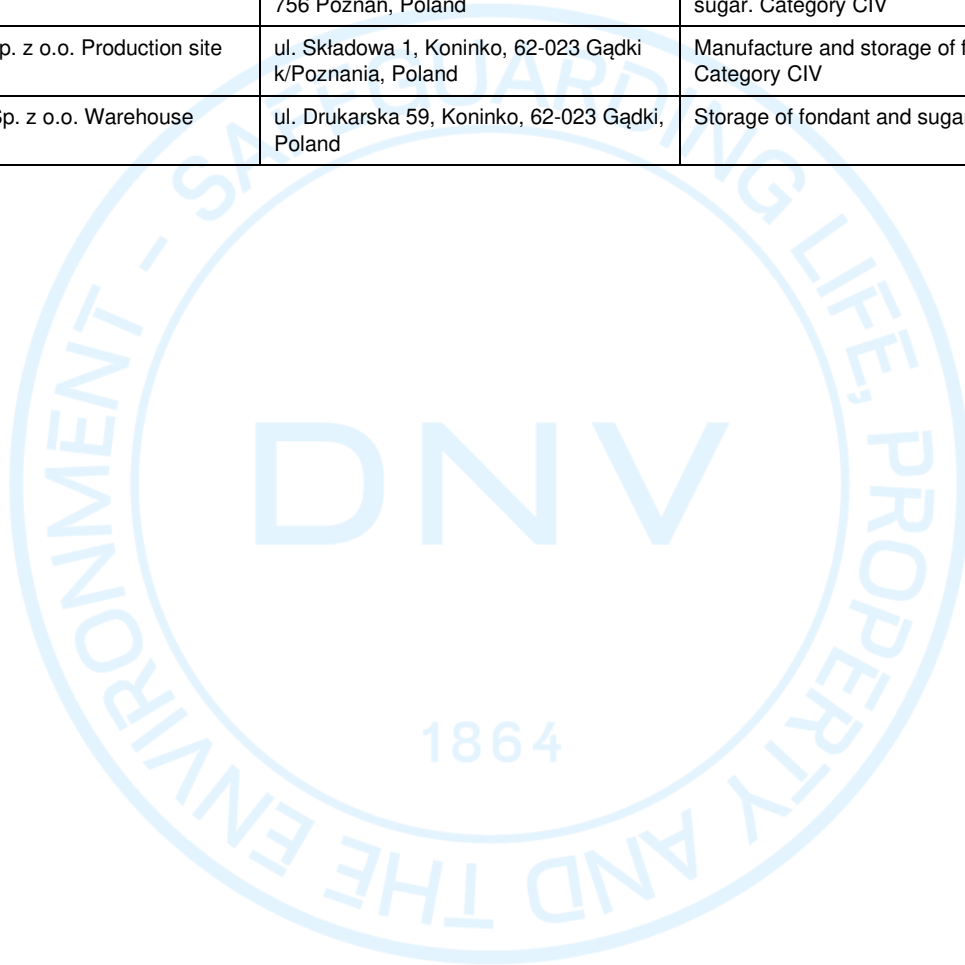 756 Poznań, Poland
sugar. Category CIV
p. z o.o. Production site
ul. Składowa 1, Koninko, 62-023 Gądki
k/Poznania, Poland
Manufacture and storage of f
Category CIV
Sp. z o.o. Warehouse
ul. Drukarska 59, Koninko, 62-023 Gądki,
Poland
Storage of fondant and suga
SAFEGUARDING LIFE, PROPERTY AND THE ENVIRONMENT -
DNV
1864